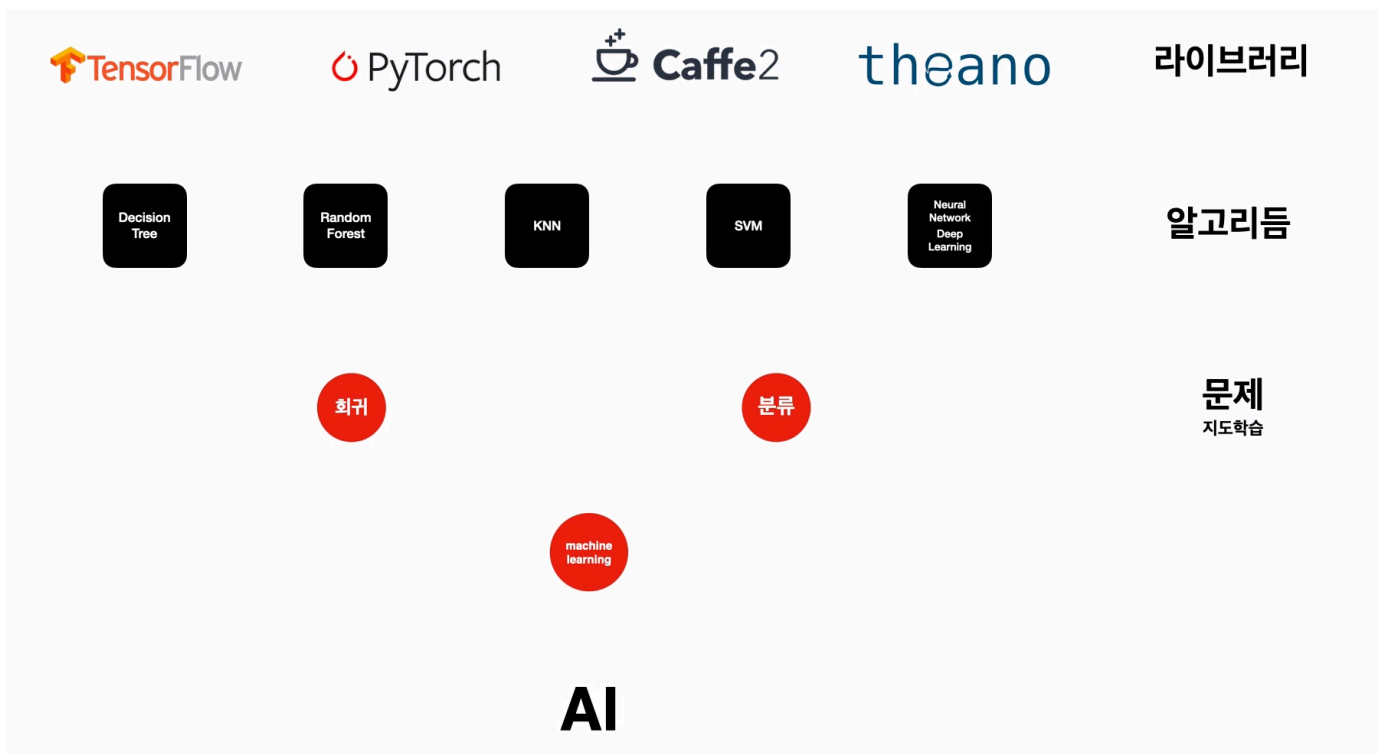 TensorFlow
PyTorch
Caffe2
theano
라이브러리
Decision
Tree
Random
Forest
KNN
SVM
Neural
Network
Deep
Learning
알고리듬
회귀
분류
문제
지도학습
machine
learning
AI